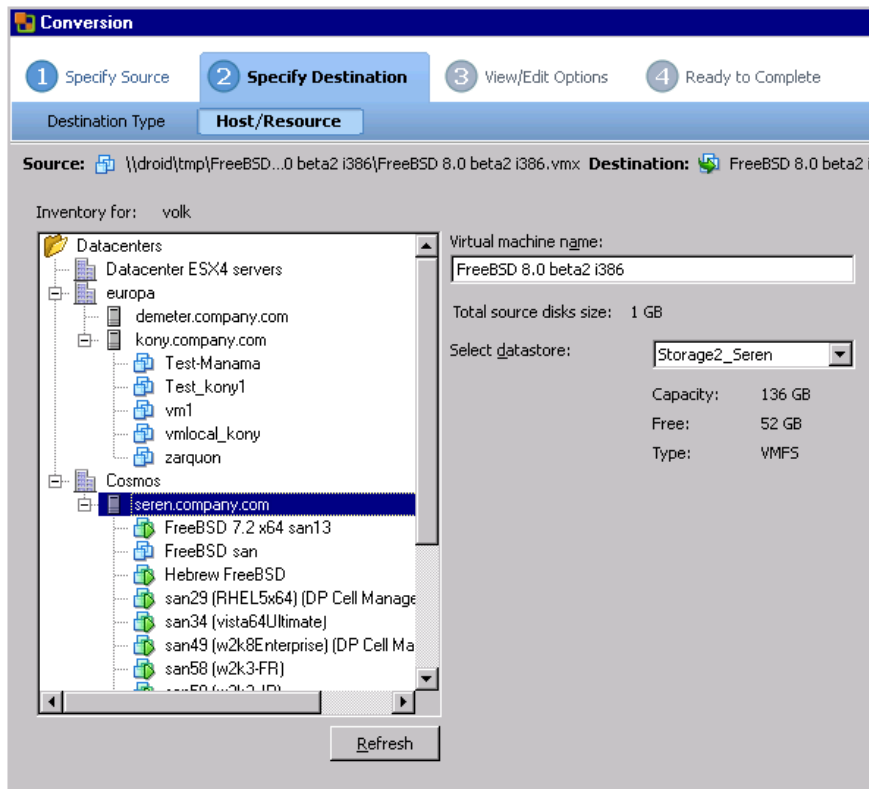 Conversion
1 Specify Source 2 Specify Destination 3 View/Edit Options 4 Ready to Complete
Destination Type Host/Resource
Source: \\droid\tmp\FreeBSD...0 beta2 i386\FreeBSD 8.0 beta2 i386.vmx Destination: FreeBSD 8.0 beta2
Inventory for: volk
Datacenters
Datacenter ESX4 servers
europa
demeter.company.com
kony.company.com
Test-Manama
Test_kony1
vm1
vmlocal_kony
zarquon
Cosmos
seren.company.com
FreeBSD 7.2 x64 san13
FreeBSD san
Hebrew FreeBSD
san29 (RHEL5x64) (DP Cell Manage
san34 (vista64Ultimate)
san49 (w2k8Enterprise) (DP Cell Ma
san58 (w2k3-FR)
Refresh
Virtual machine name:
FreeBSD 8.0 beta2 i386
Total source disks size: 1 GB
Select datastore: Storage2_Seren
Capacity: 136 GB
Free: 52 GB
Type: VMFS